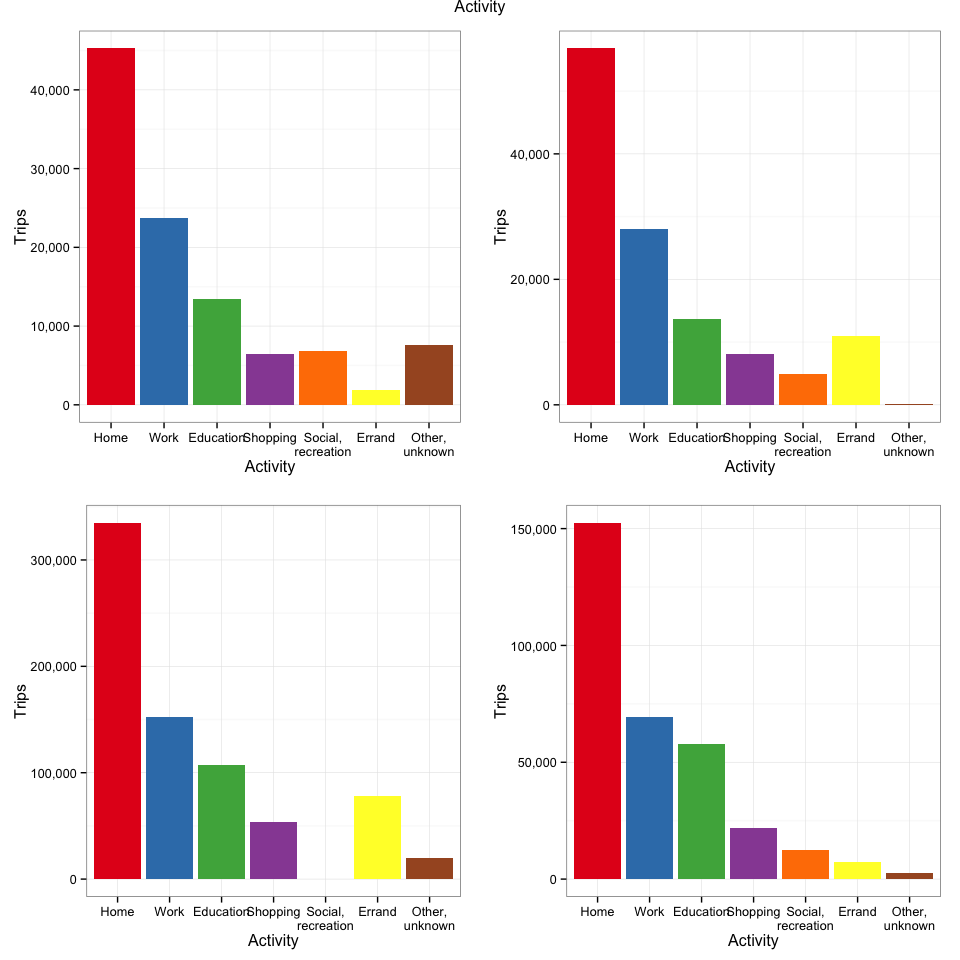 Activity
Trips
40,000
30,000
20,000
10,000
0
Home Work Education Shopping Social, recreation Errand Other, unknown
Activity
Trips
40,000
20,000
0
Home Work Education Shopping Social, recreation Errand Other, unknown
Activity
Trips
300,000
200,000
100,000
0
Home Work Education Shopping Social, recreation Errand Other, unknown
Activity
Trips
150,000
100,000
50,000
0
Home Work Education Shopping Social, recreation Errand Other, unknown
Activity